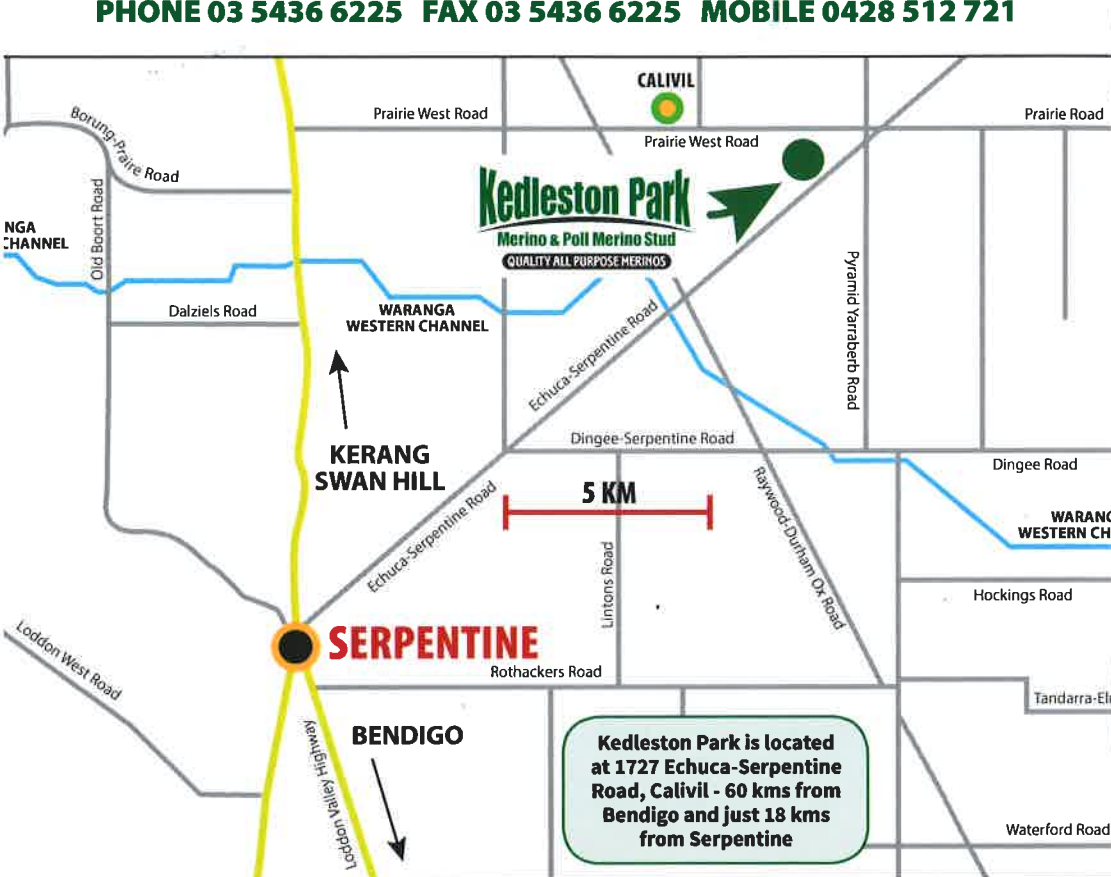 PHONE 03 5436 6225 FAX 03 5436 6225 MOBILE 0428 512 721
CALIVIL
Prairie West Road
Prairie Road
Borung-Praire Road
Prairie West Road
Kedleston Park
Merino & Poll Merino Stud
QUALITY ALL PURPOSE MERINOS
Old Boort Road
NGA
CHANNEL
Dalziels Road
WARANGA
WESTERN CHANNEL
Echuca-Serpentine Road
Pyramid Yarraberb Road
KERANG
SWAN HILL
Dingee-Serpentine Road
Dingee Road
5 KM
Echuca-Serpentine Road
Raywood-Durham Ox Road
WARANG
WESTERN CH
Lintons Road
Hockings Road
Loddon West Road
SERPENTINE
Rothackers Road
Tandarra-El
BENDIGO
Loddon Valley Highway
Kedleston Park is located
at 1727 Echuca-Serpentine
Road, Calivil - 60 kms from
Bendigo and just 18 kms
from Serpentine
Waterford Road